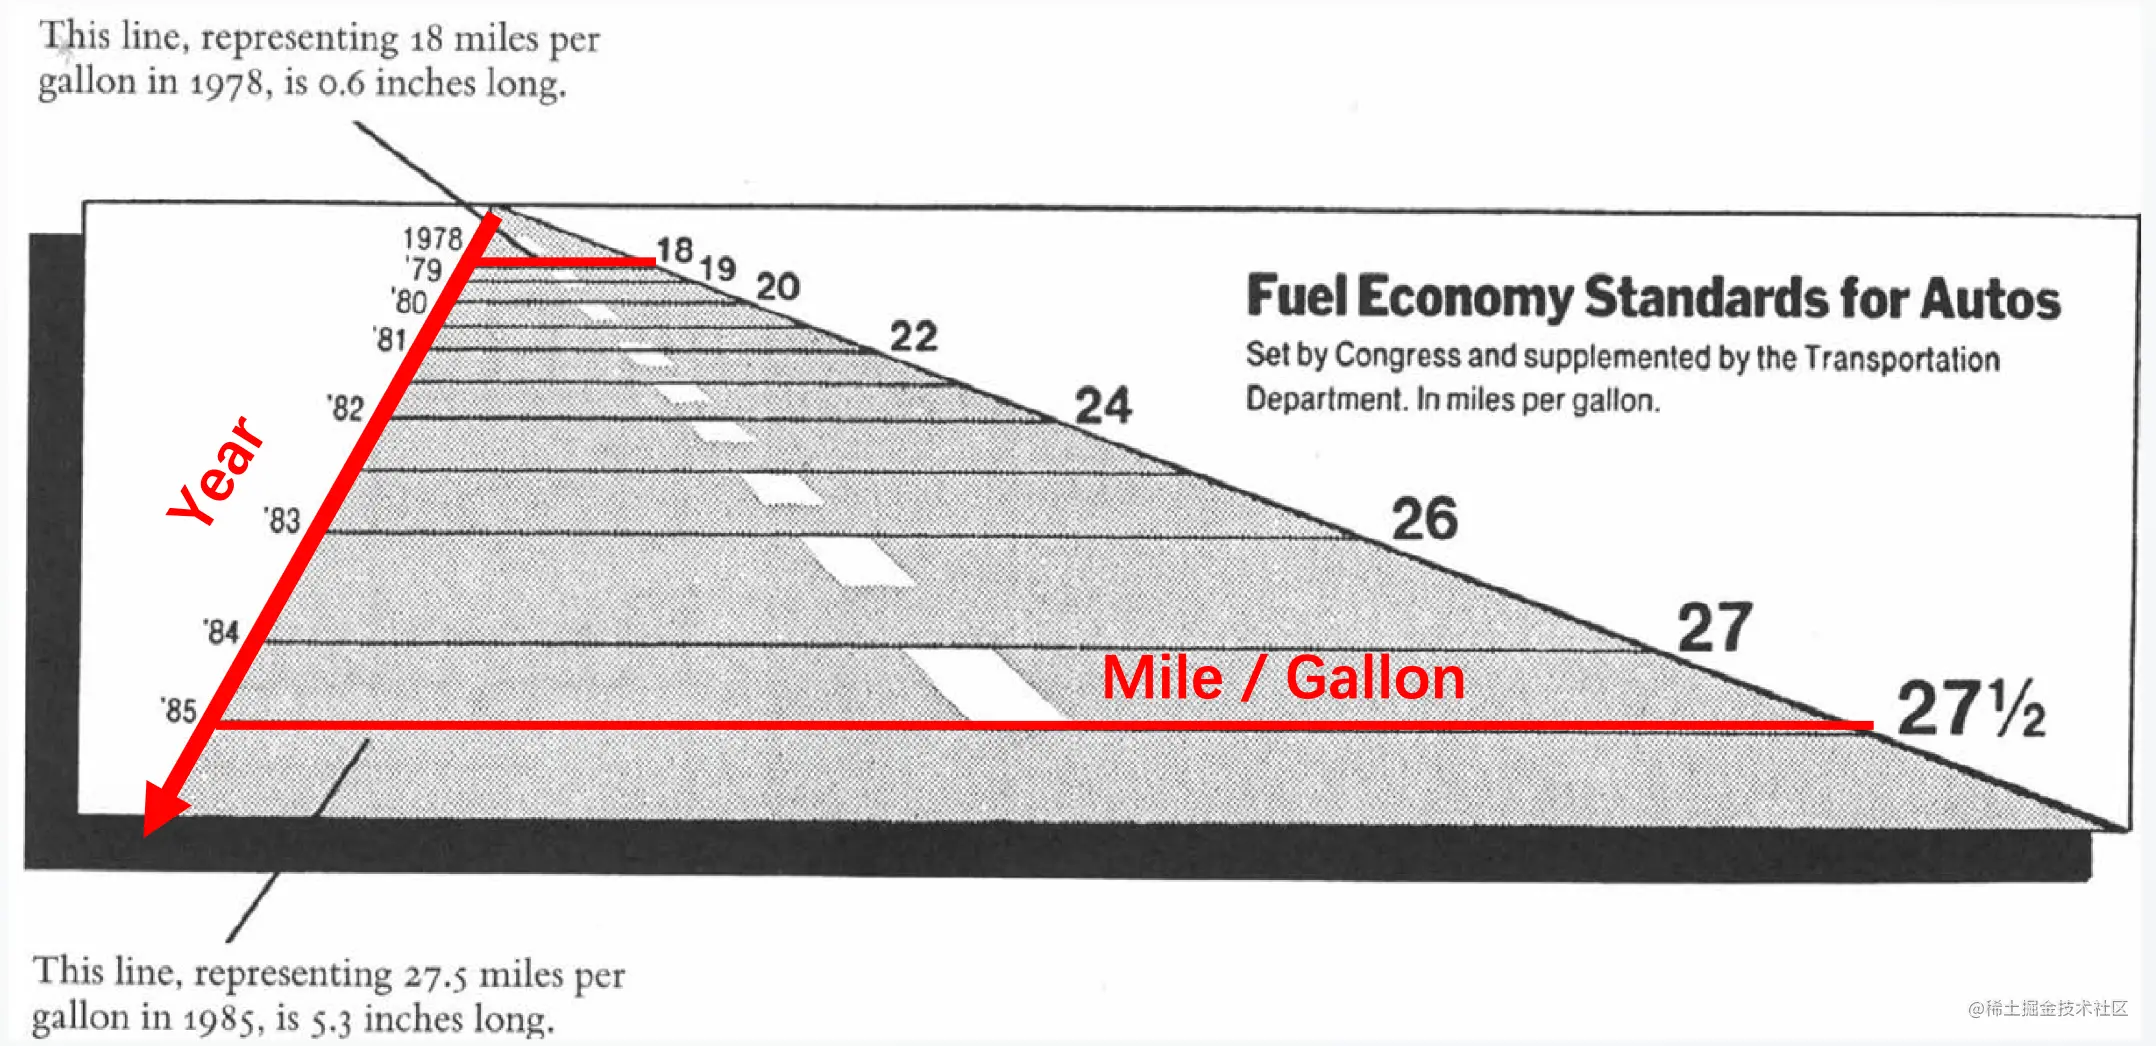 This line, representing 18 miles per
gallon in 1978, is 0.6 inches long.
1978
'79
'80
'81
'82
'83
'84
'85
18
19
20
22
24
26
27
27½
Fuel Economy Standards for Autos
Set by Congress and supplemented by the Transportation
Department. In miles per gallon.
Year
Mile / Gallon
This line, representing 27.5 miles per
gallon in 1985, is 5.3 inches long.
@稀土掘金技术社区